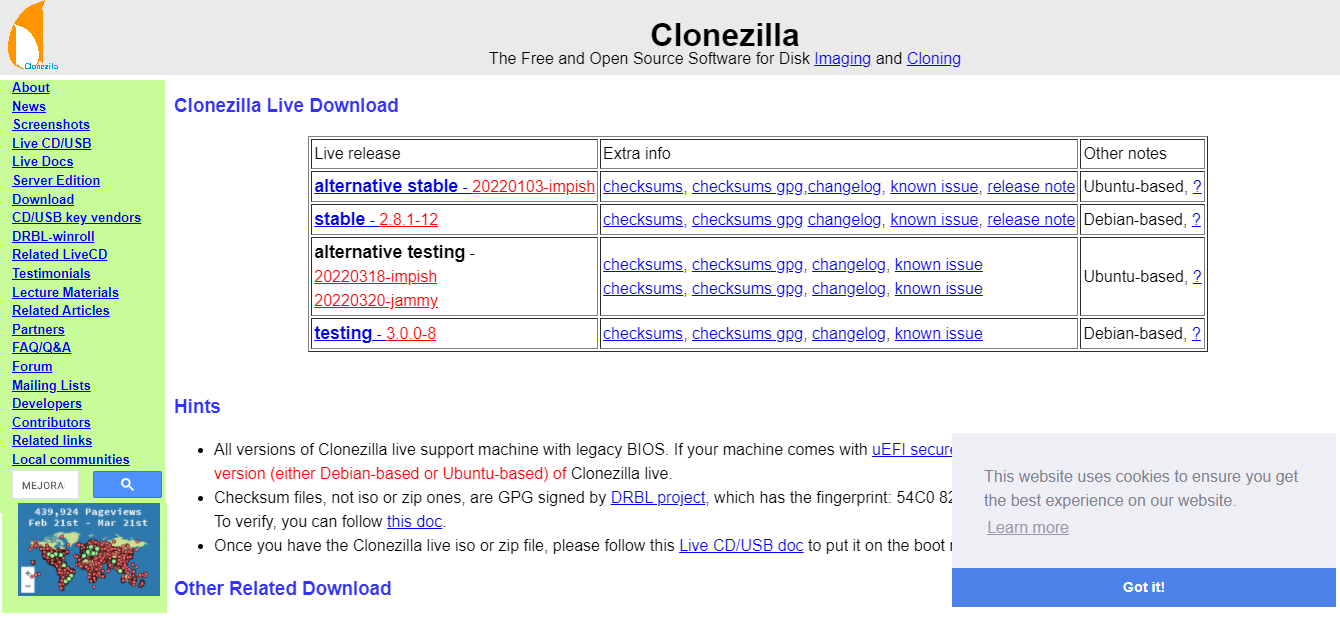 Clonezilla
Clonezilla
The Free and Open Source Software for Disk Imaging and Cloning
About
News
Screenshots
Live CD/USB
Live Docs
Server Edition
Download
CD/USB key vendors
DRBL-winroll
Related LiveCD
Testimonials
Lecture Materials
Related Articles
Partners
FAQ/Q&A
Forum
Mailing Lists
Developers
Contributors
Related links
Local communities
MEJORA
439,924 Pageviews
Feb 21st - Mar 21st
Clonezilla Live Download
Live release Extra info Other notes
alternative stable - 20220103-impish checksums, checksums gpg,changelog, known issue, release note Ubuntu-based, ?
stable - 2.8.1-12 checksums, checksums gpg changelog, known issue, release note Debian-based, ?
alternative testing -
20220318-impish checksums, checksums gpg, changelog, known issue
20220320-jammy checksums, checksums gpg, changelog, known issue
Ubuntu-based, ?
testing - 3.0.0-8 checksums, checksums gpg, changelog, known issue Debian-based, ?
Hints
• All versions of Clonezilla live support machine with legacy BIOS. If your machine comes with uEFI secure
version (either Debian-based or Ubuntu-based) of Clonezilla live.
• Checksum files, not iso or zip ones, are GPG signed by DRBL project, which has the fingerprint: 54C0 82
To verify, you can follow this doc.
• Once you have the Clonezilla live iso or zip file, please follow this Live CD/USB doc to put it on the boot
Other Related Download
This website uses cookies to ensure you get
the best experience on our website.
Learn more
Got it!